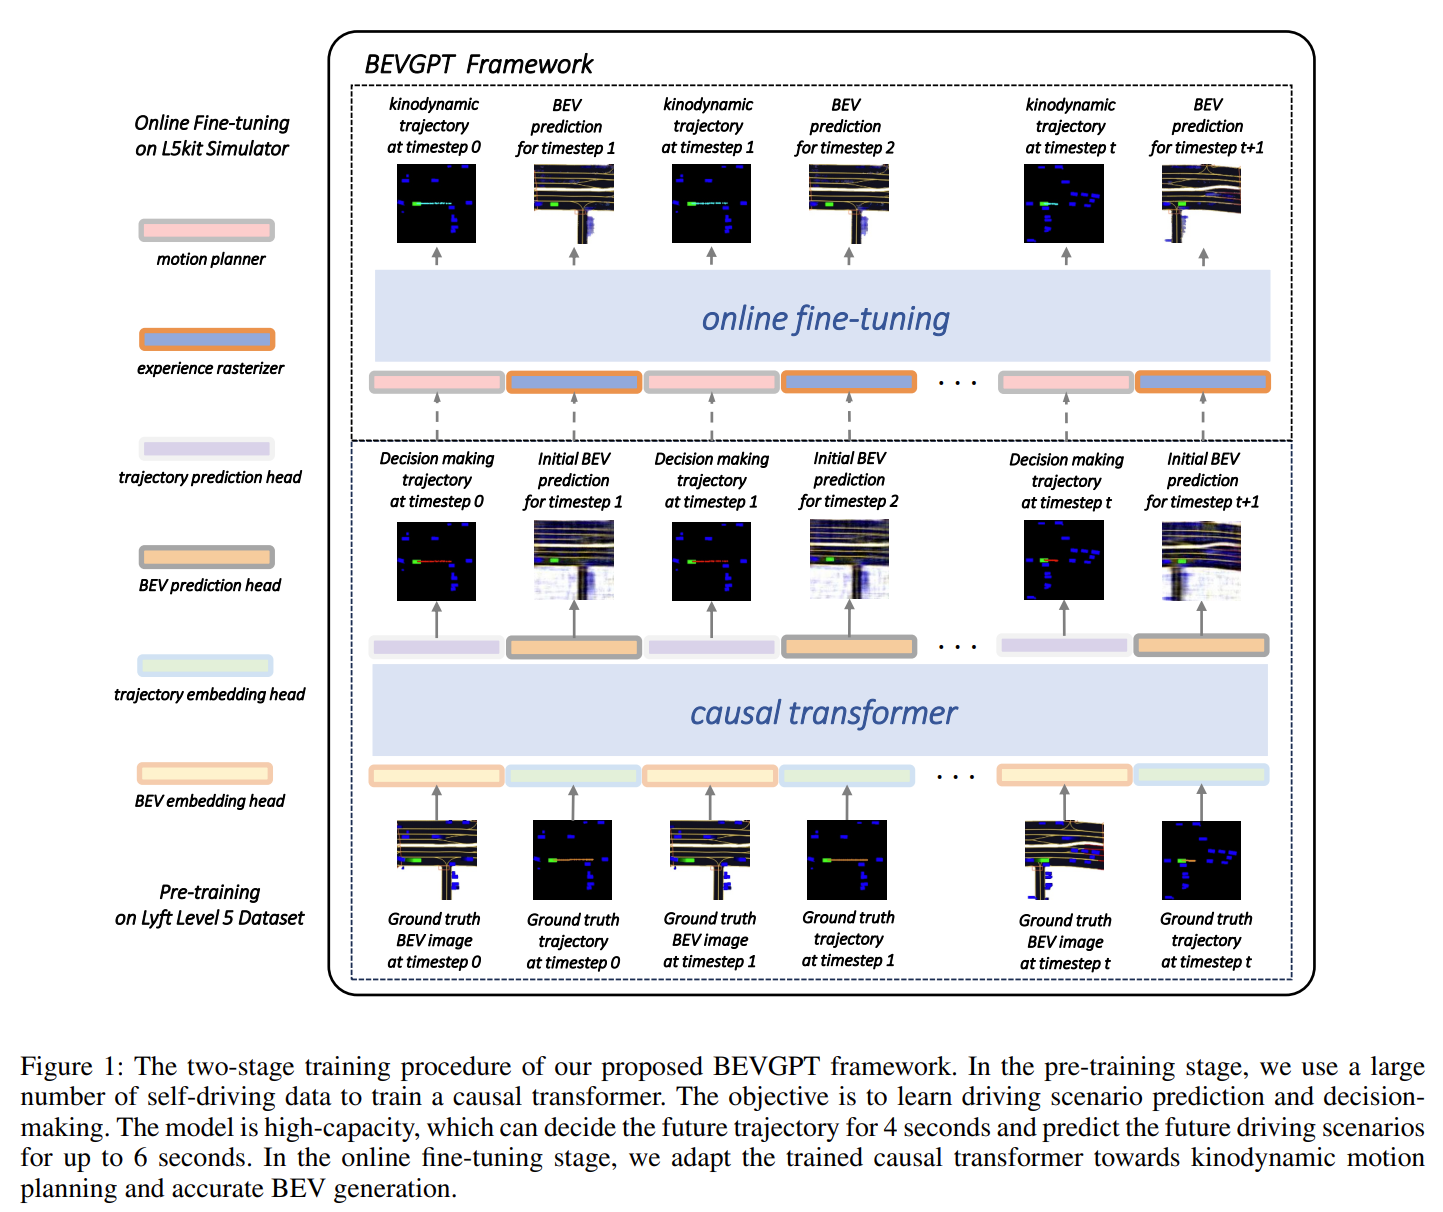 BEVGPT Framework
Online Fine-tuning
on L5kit Simulator
motion planner
experience rasterizer
trajectory prediction head
BEV prediction head
trajectory embedding head
BEV embedding head
Pre-training
on Lyft Level 5 Dataset
kinodynamic
trajectory
at timestep 0
BEV
prediction
for timestep 1
kinodynamic
trajectory
at timestep 1
BEV
prediction
for timestep 2
kinodynamic
trajectory
at timestep t
BEV
prediction
for timestep t+1
online fine-tuning
. . .
Decision making
trajectory
at timestep 0
Initial BEV
prediction
for timestep 1
Decision making
trajectory
at timestep 1
Initial BEV
prediction
for timestep 2
Decision making
trajectory
at timestep t
Initial BEV
prediction
for timestep t+1
. . .
causal transformer
. . .
Ground truth
BEV image
at timestep 0
Ground truth
trajectory
at timestep 0
Ground truth
BEV image
at timestep 1
Ground truth
trajectory
at timestep 1
Ground truth
BEV image
at timestep t
Ground truth
trajectory
at timestep t
Figure 1: The two-stage training procedure of our proposed BEVGPT framework. In the pre-training stage, we use a large
number of self-driving data to train a causal transformer. The objective is to learn driving scenario prediction and decision-
making. The model is high-capacity, which can decide the future trajectory for 4 seconds and predict the future driving scenarios
for up to 6 seconds. In the online fine-tuning stage, we adapt the trained causal transformer towards kinodynamic motion
planning and accurate BEV generation.